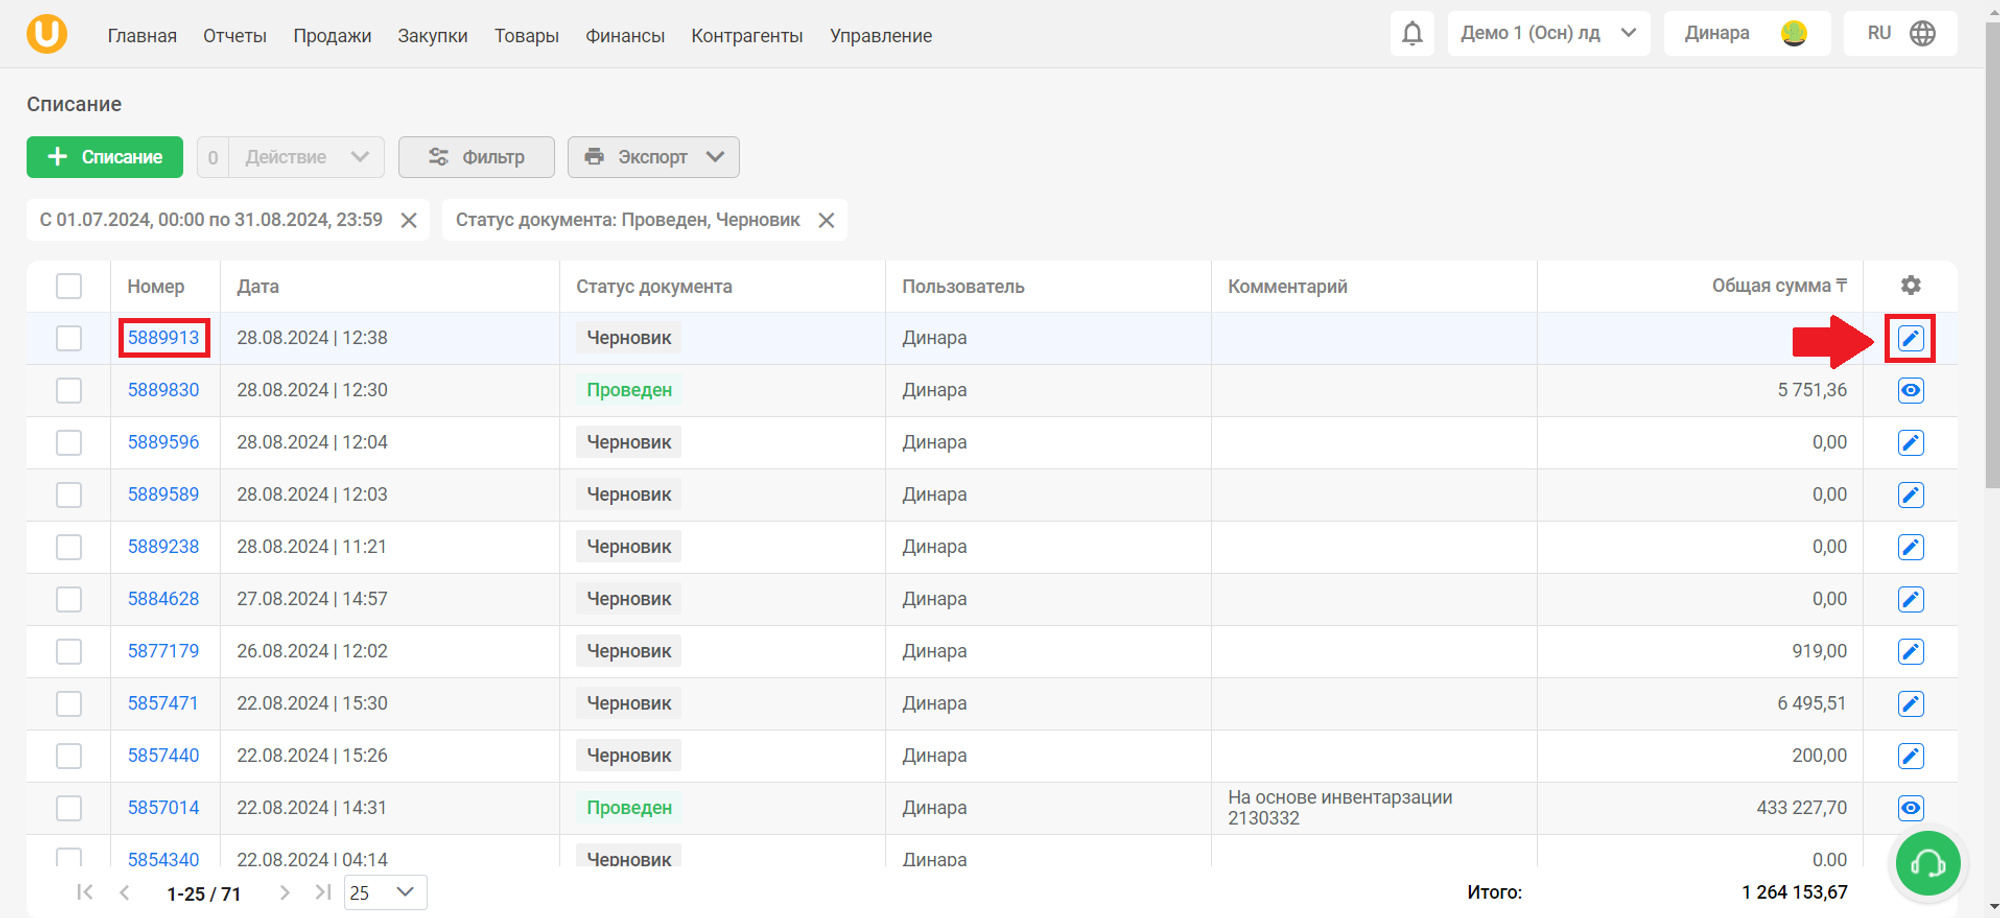 U
Главная Отчеты Продажи Закупки Товары Финансы Контрагенты Управление Демо 1 (Осн) лд Динара RU
Списание
Списание 0 Действие Фильтр Экспорт
С 01.07.2024, 00:00 по 31.08.2024, 23:59 Статус документа: Проведен, Черновик
Номер Дата Статус документа Пользователь Комментарий Общая сумма ₸
5889913 28.08.2024 | 12:38 Черновик Динара
5889830 28.08.2024 | 12:30 Проведен Динара 5 751,36
5889596 28.08.2024 | 12:04 Черновик Динара 0,00
5889589 28.08.2024 | 12:03 Черновик Динара 0,00
5889238 28.08.2024 | 11:21 Черновик Динара 0,00
5884628 27.08.2024 | 14:57 Черновик Динара 0,00
5877179 26.08.2024 | 12:02 Черновик Динара 919,00
5857471 22.08.2024 | 15:30 Черновик Динара 6 495,51
5857440 22.08.2024 | 15:26 Черновик Динара 200,00
5857014 22.08.2024 | 14:31 Проведен Динара На основе инвентарзации 433 227,70
2130332
5854340 22.08.2024 | 04:14 Черновик Динара 0,00
1-25 / 71 25 Итого: 1 264 153,67